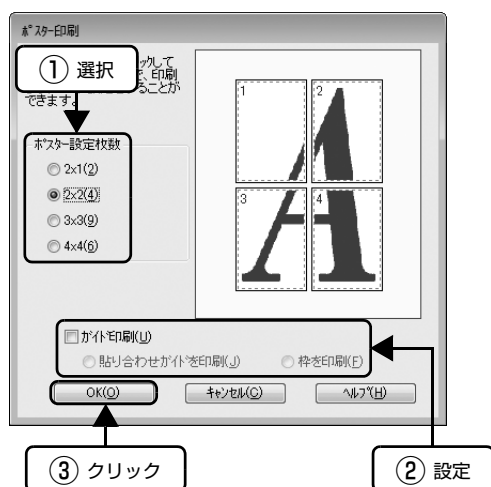 ポスター印刷
① 選択
ックして
で、印刷
ることが
できます。
ポスター設定枚数
2x1(2)
2x2(4)
3x3(9)
4x4(6)
1
2
3
4
ガイドを印刷(U)
貼り合わせガイドを印刷(J)
枠を印刷(F)
OK(O)
キャンセル(C)
ヘルプ(H)
③ クリック
② 設定